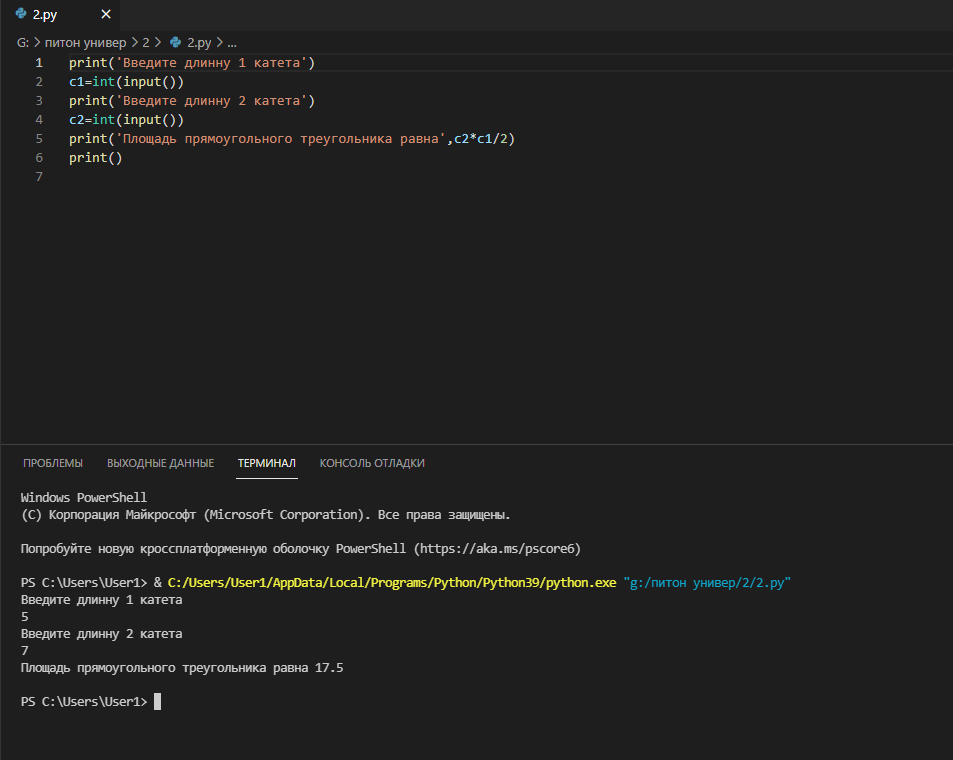 2.py
G: > питон универ > 2 > 2.py > ...
1 print('Введите длинну 1 катета')
2 c1=int(input())
3 print('Введите длинну 2 катета')
4 c2=int(input())
5 print('Площадь прямоугольного треугольника равна',c2*c1/2)
6 print()
7
ПРОБЛЕМЫ ВЫХОДНЫЕ ДАННЫЕ ТЕРМИНАЛ КОНСОЛЬ ОТЛАДКИ
Windows PowerShell
(C) Корпорация Майкрософт (Microsoft Corporation). Все права защищены.
Попробуйте новую кроссплатформенную оболочку PowerShell (https://aka.ms/pscore6)
PS C:\Users\User1> & C:/Users/User1/AppData/Local/Programs/Python/Python39/python.exe "g:/питон универ/2/2.py"
Введите длинну 1 катета
5
Введите длинну 2 катета
7
Площадь прямоугольного треугольника равна 17.5
PS C:\Users\User1>